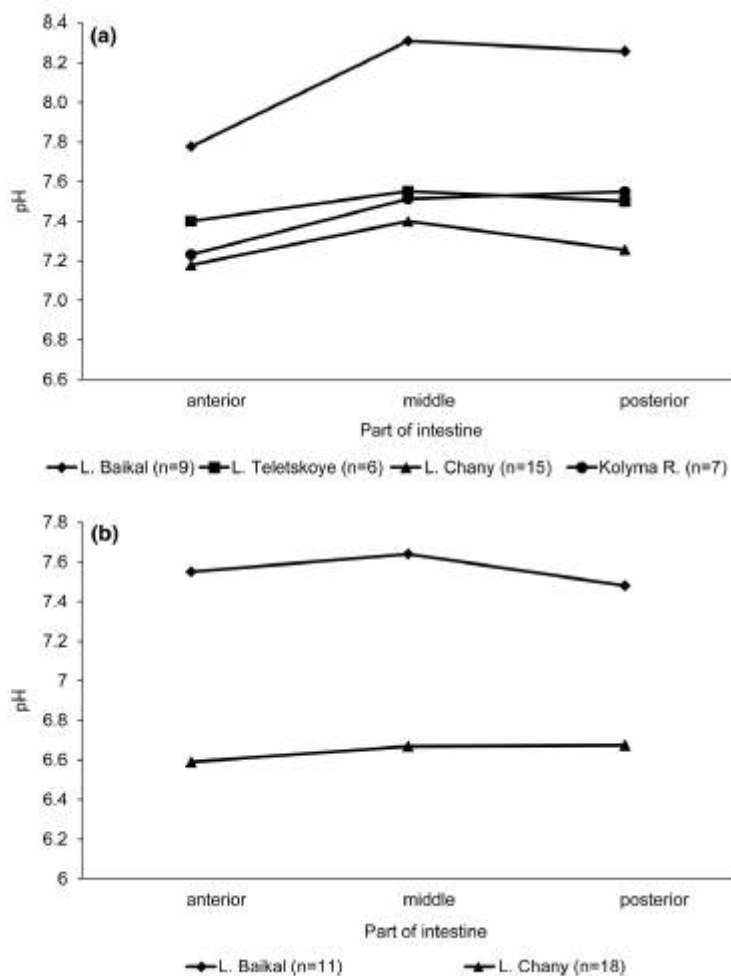 (a)
8.4
8.2
8.0
7.8
7.6
7.4
7.2
7.0
6.8
6.6
pH
anterior middle posterior
Part of intestine
L. Baikal (n=9) L. Teletskoye (n=6) L. Chany (n=15) Kolyma R. (n=7)
(b)
7.8
7.6
7.4
7.2
7
6.8
6.6
6.4
6.2
6
pH
anterior middle posterior
Part of intestine
L. Baikal (n=11) L. Chany (n=18)